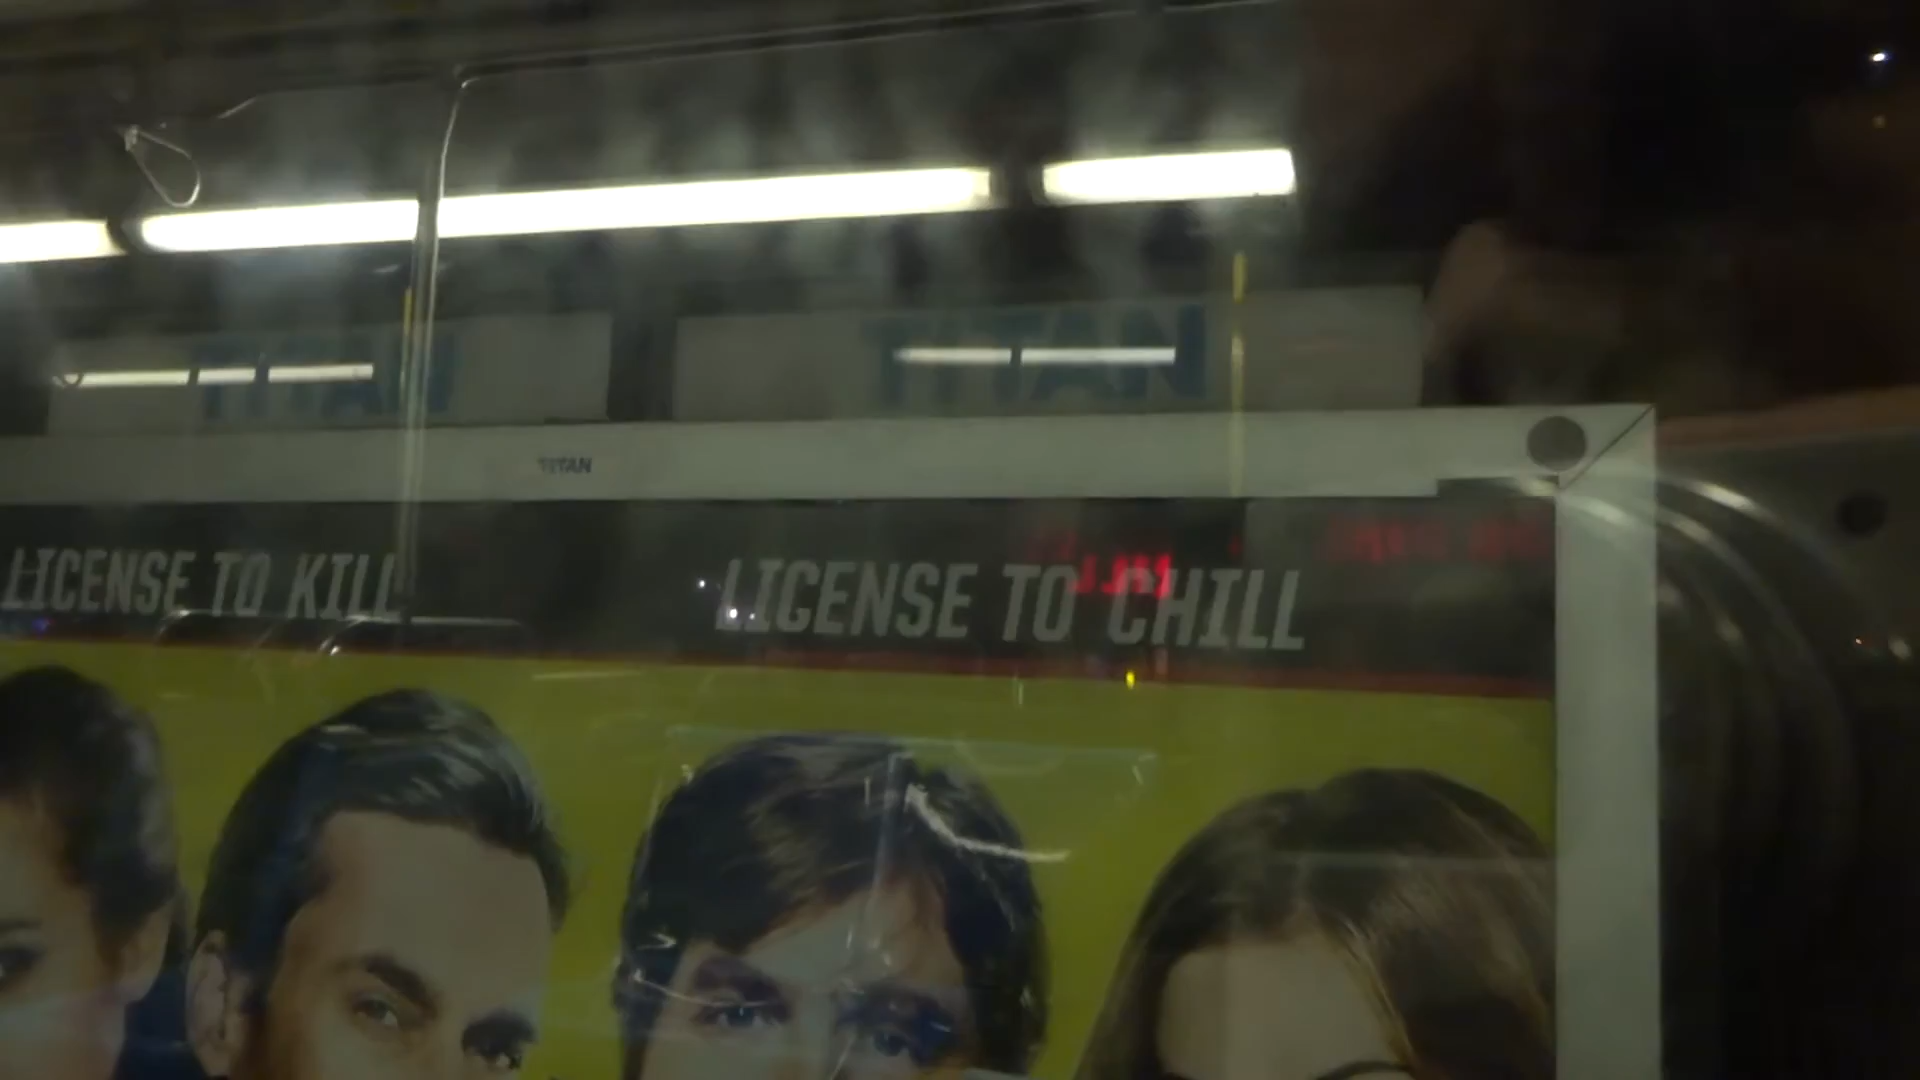 TITAN
TITAN
TITAN
LICENSE TO KILL
LICENSE TO CHILL